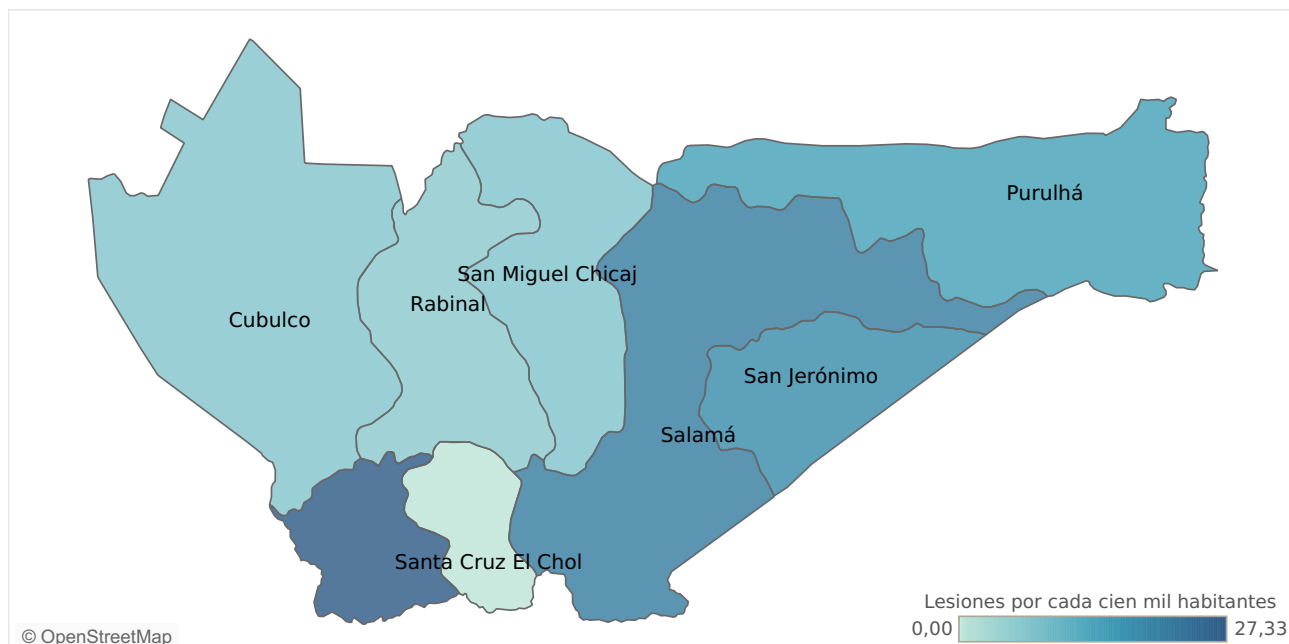 Purulhá
San Miguel Chicaj
Rabinal
Cubulco
San Jerónimo
Salamá
Santa Cruz El Chol
Lesiones por cada cien mil habitantes
0,00 27,33
© OpenStreetMap